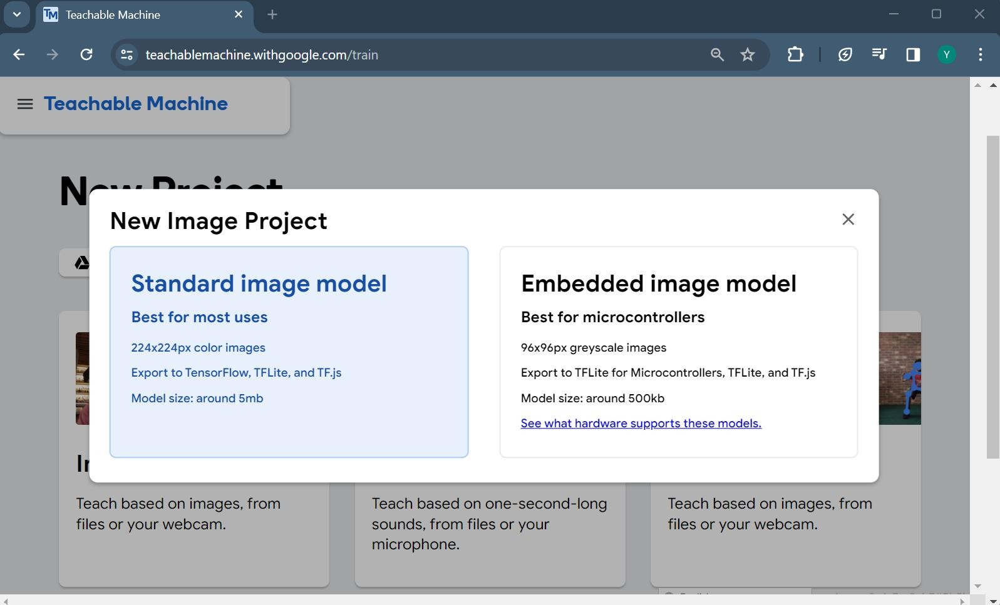 Teachable Machine
teachablemachine.withgoogle.com/train
Y
Teachable Machine
New Project
New Image Project
Standard image model
Best for most uses
224x224px color images
Export to TensorFlow, TFLite, and TF.js
Model size: around 5mb
Embedded image model
Best for microcontrollers
96x96px greyscale images
Export to TFLite for Microcontrollers, TFLite, and TF.js
Model size: around 500kb
See what hardware supports these models.
Teach based on images, from
files or your webcam.
Teach based on one-second-long
sounds, from files or your
microphone.
Teach based on images, from
files or your webcam.